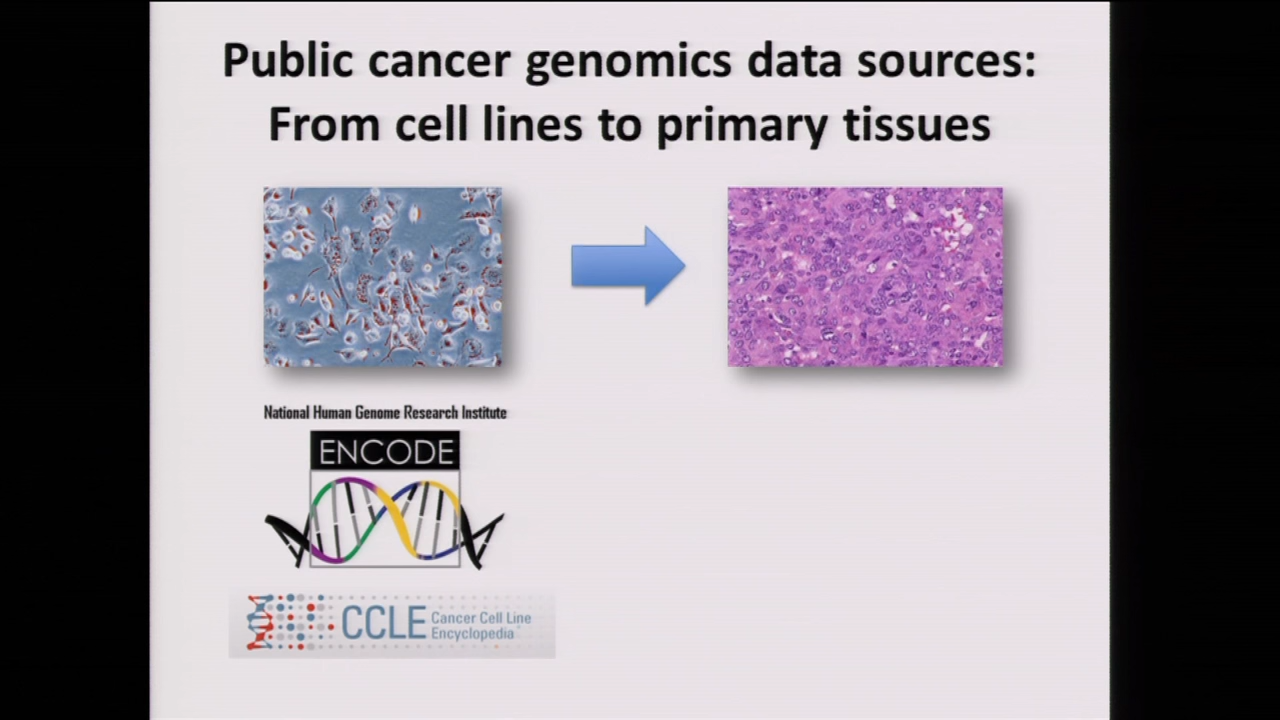 Public cancer genomics data sources:
From cell lines to primary tissues
National Human Genome Research Institute
ENCODE
CCLE Cancer Cell Line
Encyclopedia